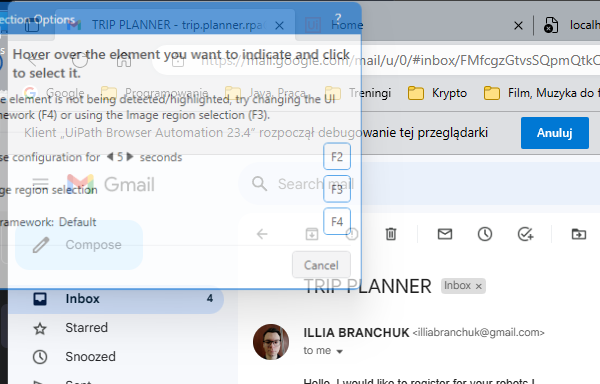 ection Options
?
TRIP PLANNER - trip.planner.rpa
Home
localh
Hover over the element you want to indicate and click
to select it.
https://mail.google.com/mail/u/0/#inbox/FMfcgzGtvsSQpmQtkC
Google
Programowanie
Java, Praca
Treningi
Krypto
Film, Muzyka do f
e element is not being detected/highlighted, try changing the UI
mework (F4) or using the Image region selection (F3).
Klient „UiPath Browser Automation 23.4” rozpoczął debugowanie tej przeglądarki
Anuluj
se configuration for 5 seconds
F2
Gmail
Search mail
ge region selection
F3
ramework: Default
F4
Compose
Cancel
TRIP PLANNER
Inbox ×
Inbox
4
Starred
ILLIA BRANCHUK <illiabranchuk@gmail.com>
Snoozed
to me
Hello, I would like to register for your robots I